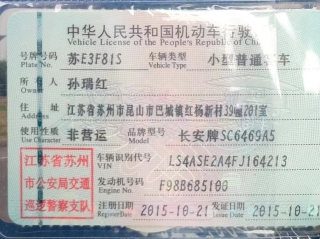 中华人民共和国机动车行驶
Vehicle License of the People's Republic of Chi
号牌号码 Plate No. 苏E3F81S 车辆类型 Vehicle Type 小型普通客车
所有人 Owner 孙瑞红
住址 Address 江苏省苏州市昆山市巴城镇红杨新村39幢201室
使用性质 Use Character 非营运 品牌型号 Model 长安牌SC6469A5
车辆识别代号 VIN LS4ASE2A4FJ164213
发动机号码 Engine No. F98B685100
注册日期 Register Date 2015-10-21 发证日期 Issue Date 2015-10-21
江苏省苏州
市公安局交通
巡逻警察支队